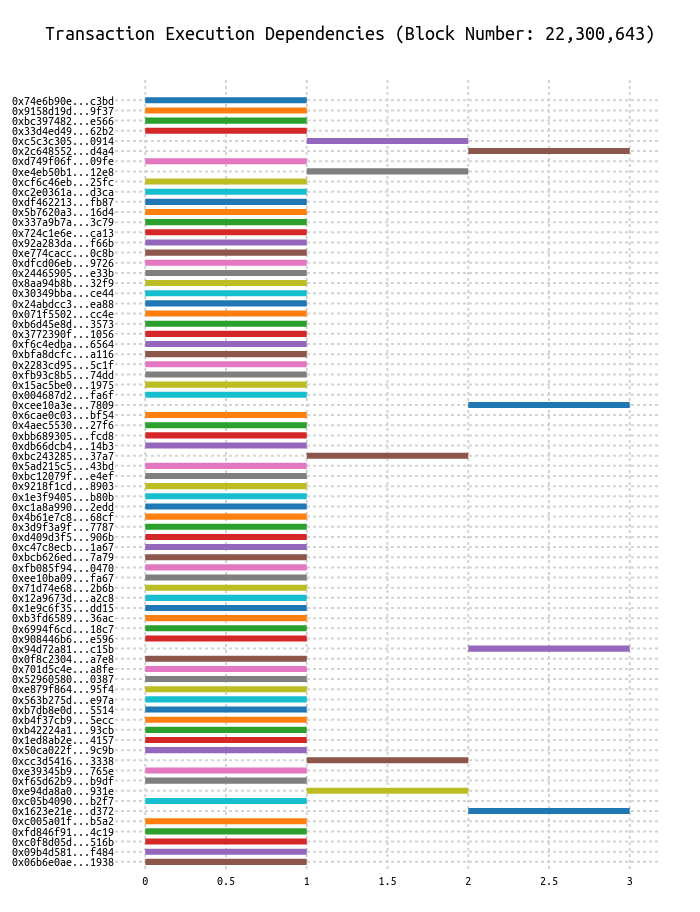 Transaction Execution Dependencies (Block Number: 22,300,643)
0x74e6b90e...c3bd
0x9158d19d...9f37
0xbc397482...e566
0x33d4ed49...62b2
0xc5c3c305...0914
0x2c648552...d4a4
0xd749f06f...09fe
0xe4eb50b1...12e8
0xcf6c46eb...25fc
0xc2e0361a...d3ca
0xdf462213...fb87
0x5b7620a3...16d4
0x337a9b7a...3c79
0x724c1e6e...ca13
0x92a283da...f66b
0xe774cacc...0c8b
0xdfcd06eb...9726
0x24465905...e33b
0x8aa94b8b...32f9
0x30349bba...ce44
0x24abdcc3...ea88
0x071f5502...cc4e
0xb6d45e8d...3573
0x3772390f...1056
0xf6c4edba...6564
0xbfa8dcfc...a116
0x2283cd95...5c1f
0xfb93c8b5...74dd
0x15ac5be0...1975
0x004687d2...fa6f
0xcee10a3e...7809
0x6cae0c03...bf54
0x4aec5530...27f6
0xbb689305...fcd8
0xdb66dcb4...14b3
0xbc243285...37a7
0x5ad215c5...43bd
0xbc12079f...e4ef
0x9218f1cd...8903
0x1e3f9405...b80b
0xc1a8a990...2edd
0x4b61e7c8...68cf
0x3d9f3a9f...7787
0xd409d3f5...906b
0xc47c8ecb...1a67
0xbcb626ed...7a79
0xfb085f94...0470
0xee10ba09...fa67
0x71d74e68...2b6b
0x12a9673d...a2c8
0x1e9c6f35...dd15
0xb3fd6589...36ac
0x6994f6cd...18c7
0x908446b6...e596
0x94d72a81...c15b
0x0f8c2304...a7e8
0x701d5c4e...a8fe
0x52960580...0387
0xe879f864...95f4
0x563b275d...e97a
0xb7db8e0d...5514
0xb4f37cb9...5ecc
0xb42224a1...93cb
0x1ed8ab2e...4157
0x50ca022f...9c9b
0xcc3d5416...3338
0xe39345b9...765e
0xf65d62b9...b9df
0xe94da8a0...931e
0xc05b4090...b2f7
0x1623e21e...d372
0xc005a01f...b5a2
0xfd846f91...4c19
0xc0f8d05d...516b
0x09b4d581...f484
0x06b6e0ae...1938
0 0.5 1 1.5 2 2.5 3